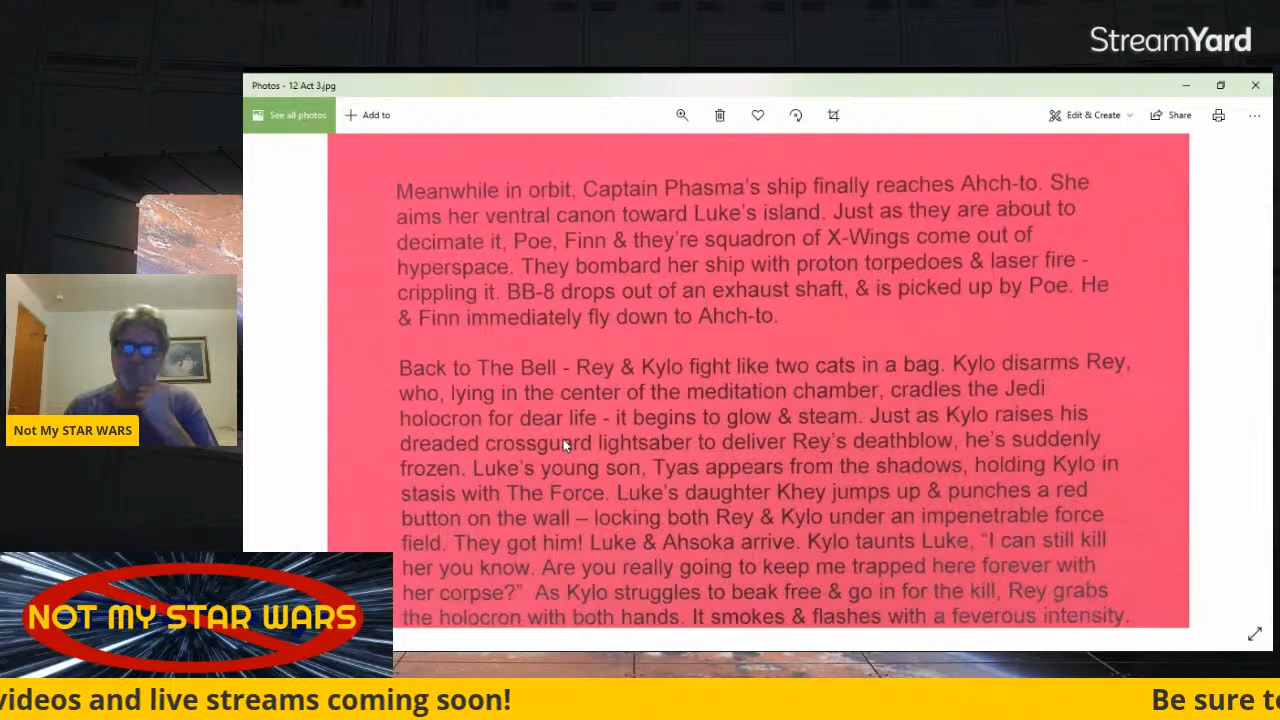 StreamYard
Photos - 12 Act 3.jpg
See all photos
Add to
Edit & Create
Share
Meanwhile in orbit, Captain Phasma's ship finally reaches Ahch-to. She
aims her ventral canon toward Luke's island. Just as they are about to
decimate it, Poe, Finn & they're squadron of X-Wings come out of
hyperspace. They bombard her ship with proton torpedoes & laser fire -
crippling it. BB-8 drops out of an exhaust shaft, & is picked up by Poe. He
& Finn immediately fly down to Ahch-to.
Back to The Bell - Rey & Kylo fight like two cats in a bag. Kylo disarms Rey,
who, lying in the center of the meditation chamber, cradles the Jedi
holocron for dear life - it begins to glow & steam. Just as Kylo raises his
dreaded crossguard lightsaber to deliver Rey's deathblow, he's suddenly
frozen. Luke's young son, Tyas appears from the shadows, holding Kylo in
stasis with The Force. Luke's daughter Khey jumps up & punches a red
button on the wall – locking both Rey & Kylo under an impenetrable force
field. They got him! Luke & Ahsoka arrive. Kylo taunts Luke, "I can still kill
her you know. Are you really going to keep me trapped here forever with
her corpse?" As Kylo struggles to beak free & go in for the kill, Rey grabs
the holocron with both hands. It smokes & flashes with a feverous intensity.
Not My STAR WARS
NOT MY STAR WARS
videos and live streams coming soon!
Be sure to